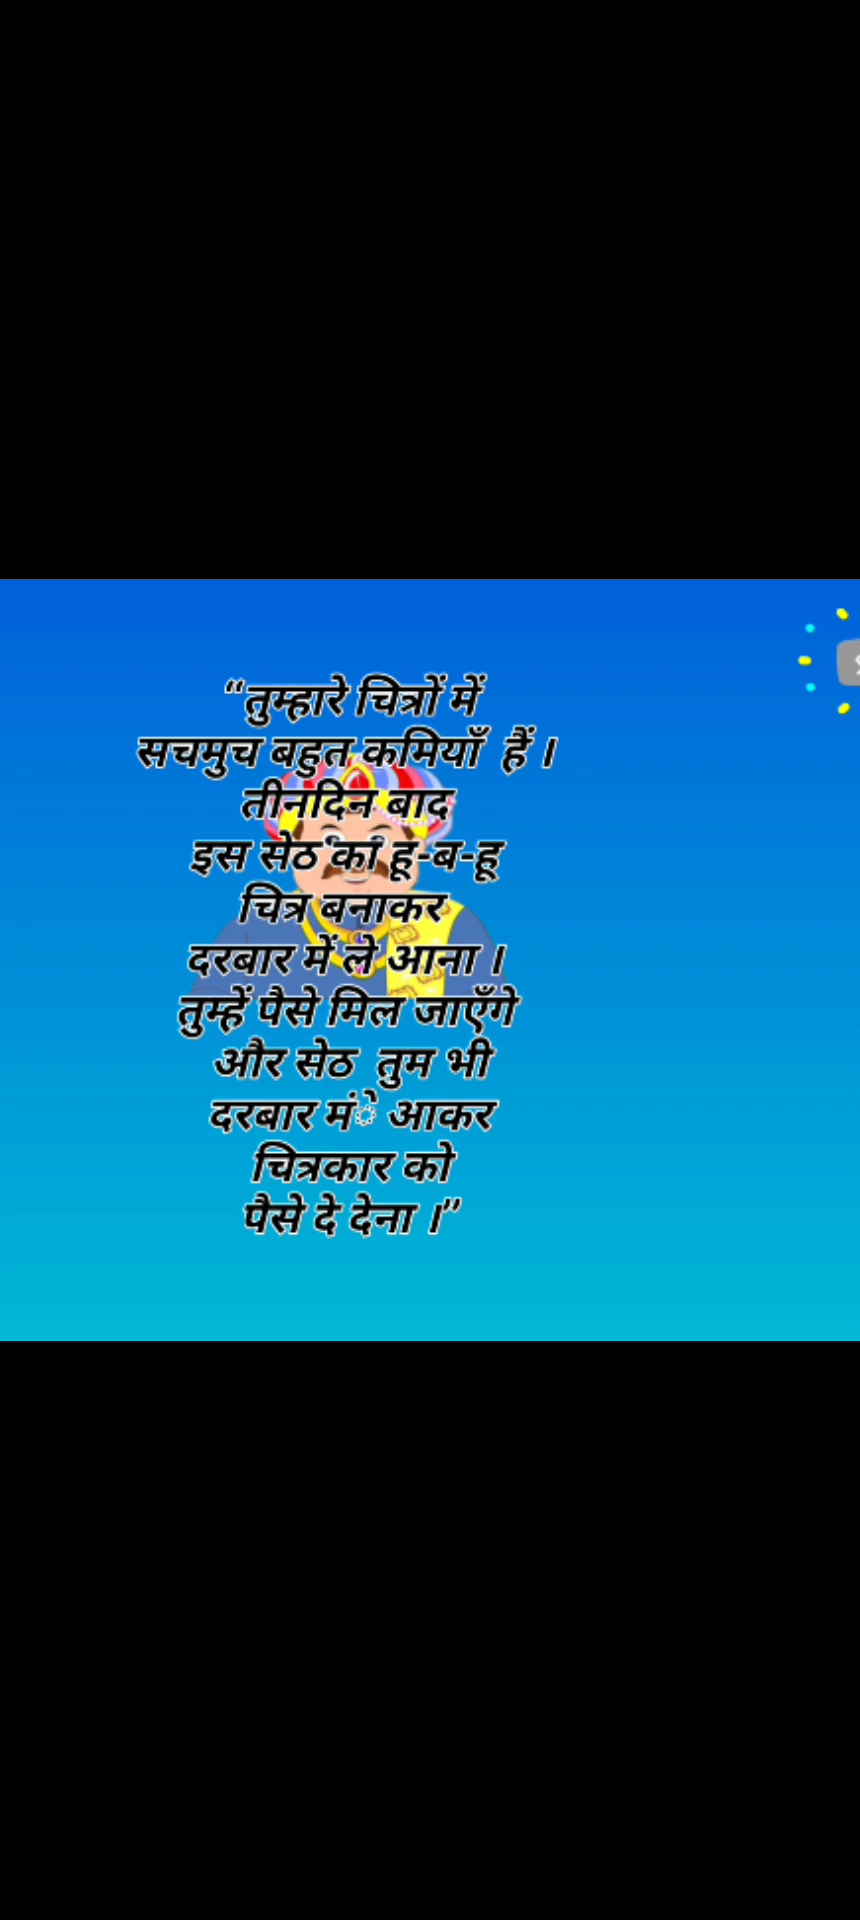 “तुम्हारे चित्रों में
सचमुच बहुत कमियाँ हैं ।
तीनदिन बाद
इस सेठ का हू-ब-हू
चित्र बनाकर
दरबार में ले आना ।
तुम्हें पैसे मिल जाएँगे
और सेठ तुम भी
दरबार मंे आकर
चित्रकार को
पैसे दे देना ।”